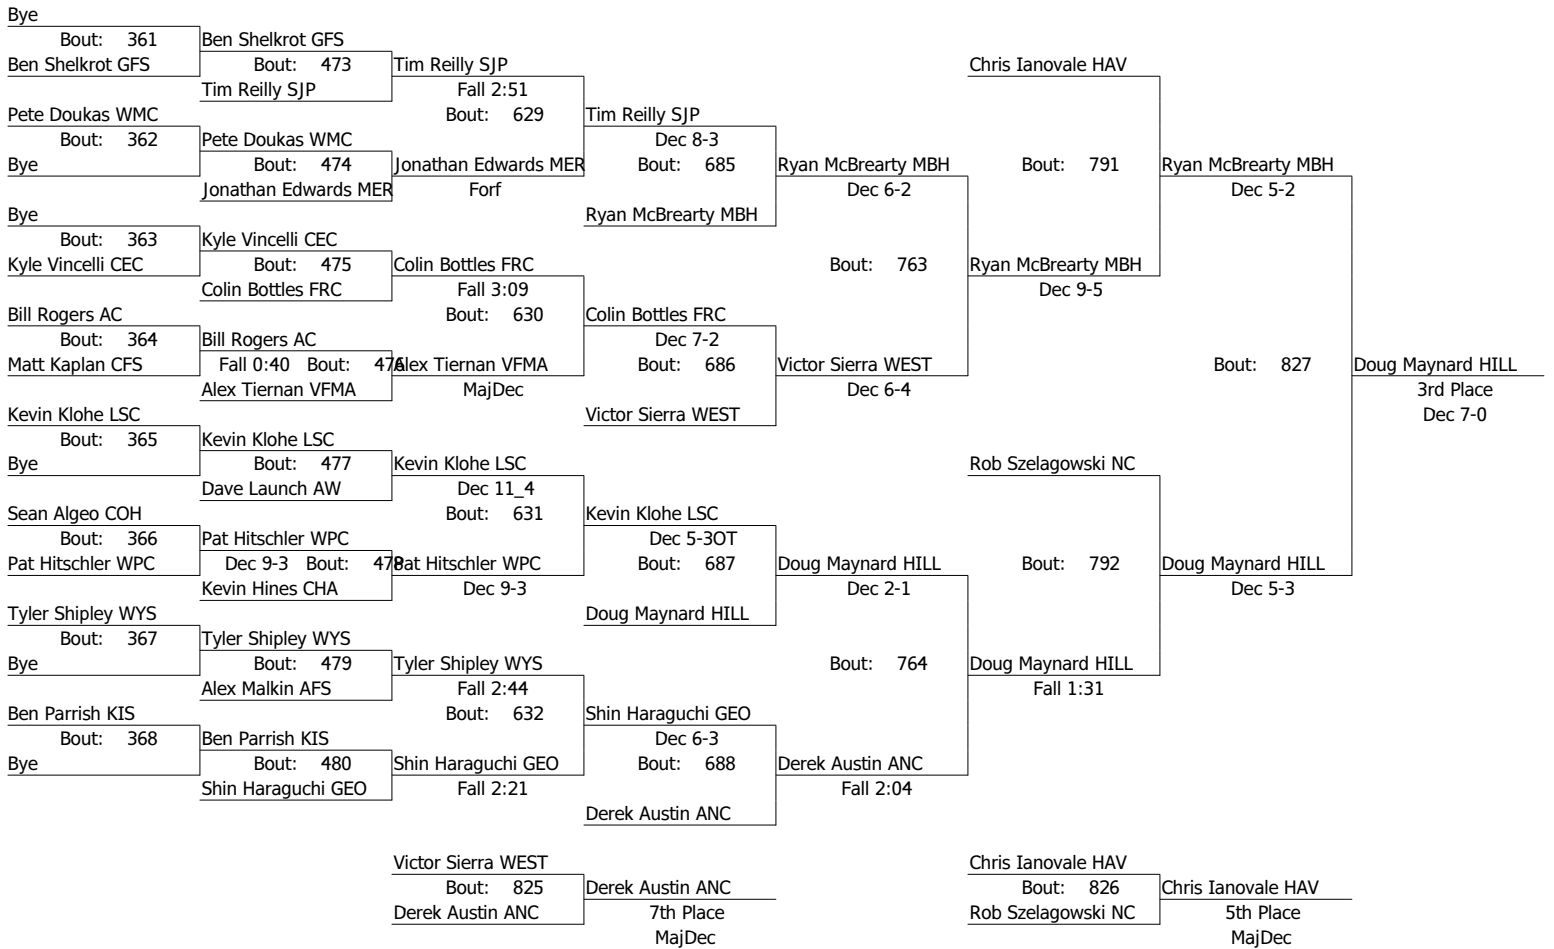 Bye
Bout: 361
Ben Shelkrot GFS
Ben Shelkrot GFS
Bout: 473
Tim Reilly SJP
Tim Reilly SJP
Fall 2:51
Bout: 629
Pete Doukas WMC
Bout: 362
Bye
Pete Doukas WMC
Bout: 474
Jonathan Edwards MER
Jonathan Edwards MER
Forf
Tim Reilly SJP
Dec 8-3
Bout: 685
Ryan McBrearty MBH
Ryan McBrearty MBH
Dec 6-2
Bye
Bout: 363
Kyle Vincelli CEC
Kyle Vincelli CEC
Bout: 475
Colin Bottles FRC
Colin Bottles FRC
Fall 3:09
Bout: 630
Bill Rogers AC
Bout: 364
Matt Kaplan CFS
Bill Rogers AC
Fall 0:40 Bout: 476
Alex Tiernan VFMA
Alex Tiernan VFMA
MajDec
Colin Bottles FRC
Dec 7-2
Bout: 686
Victor Sierra WEST
Victor Sierra WEST
Dec 6-4
Bout: 763
Ryan McBrearty MBH
Dec 9-5
Chris Ianovale HAV
Bout: 791
Ryan McBrearty MBH
Dec 5-2
Kevin Klohe LSC
Bout: 365
Bye
Kevin Klohe LSC
Bout: 477
Dave Launch AW
Kevin Klohe LSC
Dec 11_4
Bout: 631
Sean Algeo COH
Bout: 366
Pat Hitschler WPC
Pat Hitschler WPC
Dec 9-3 Bout: 478
Kevin Hines CHA
Pat Hitschler WPC
Dec 9-3
Kevin Klohe LSC
Dec 5-3OT
Bout: 687
Doug Maynard HILL
Doug Maynard HILL
Dec 2-1
Tyler Shipley WYS
Bout: 367
Bye
Tyler Shipley WYS
Bout: 479
Alex Malkin AFS
Tyler Shipley WYS
Fall 2:44
Bout: 632
Ben Parrish KIS
Bout: 368
Bye
Ben Parrish KIS
Bout: 480
Shin Haraguchi GEO
Shin Haraguchi GEO
Fall 2:21
Shin Haraguchi GEO
Dec 6-3
Bout: 688
Derek Austin ANC
Derek Austin ANC
Fall 2:04
Bout: 764
Doug Maynard HILL
Fall 1:31
Rob Szelagowski NC
Bout: 792
Doug Maynard HILL
Dec 5-3
Bout: 827
Doug Maynard HILL
3rd Place
Dec 7-0
Victor Sierra WEST
Bout: 825
Derek Austin ANC
Derek Austin ANC
7th Place
MajDec
Chris Ianovale HAV
Bout: 826
Rob Szelagowski NC
Chris Ianovale HAV
5th Place
MajDec